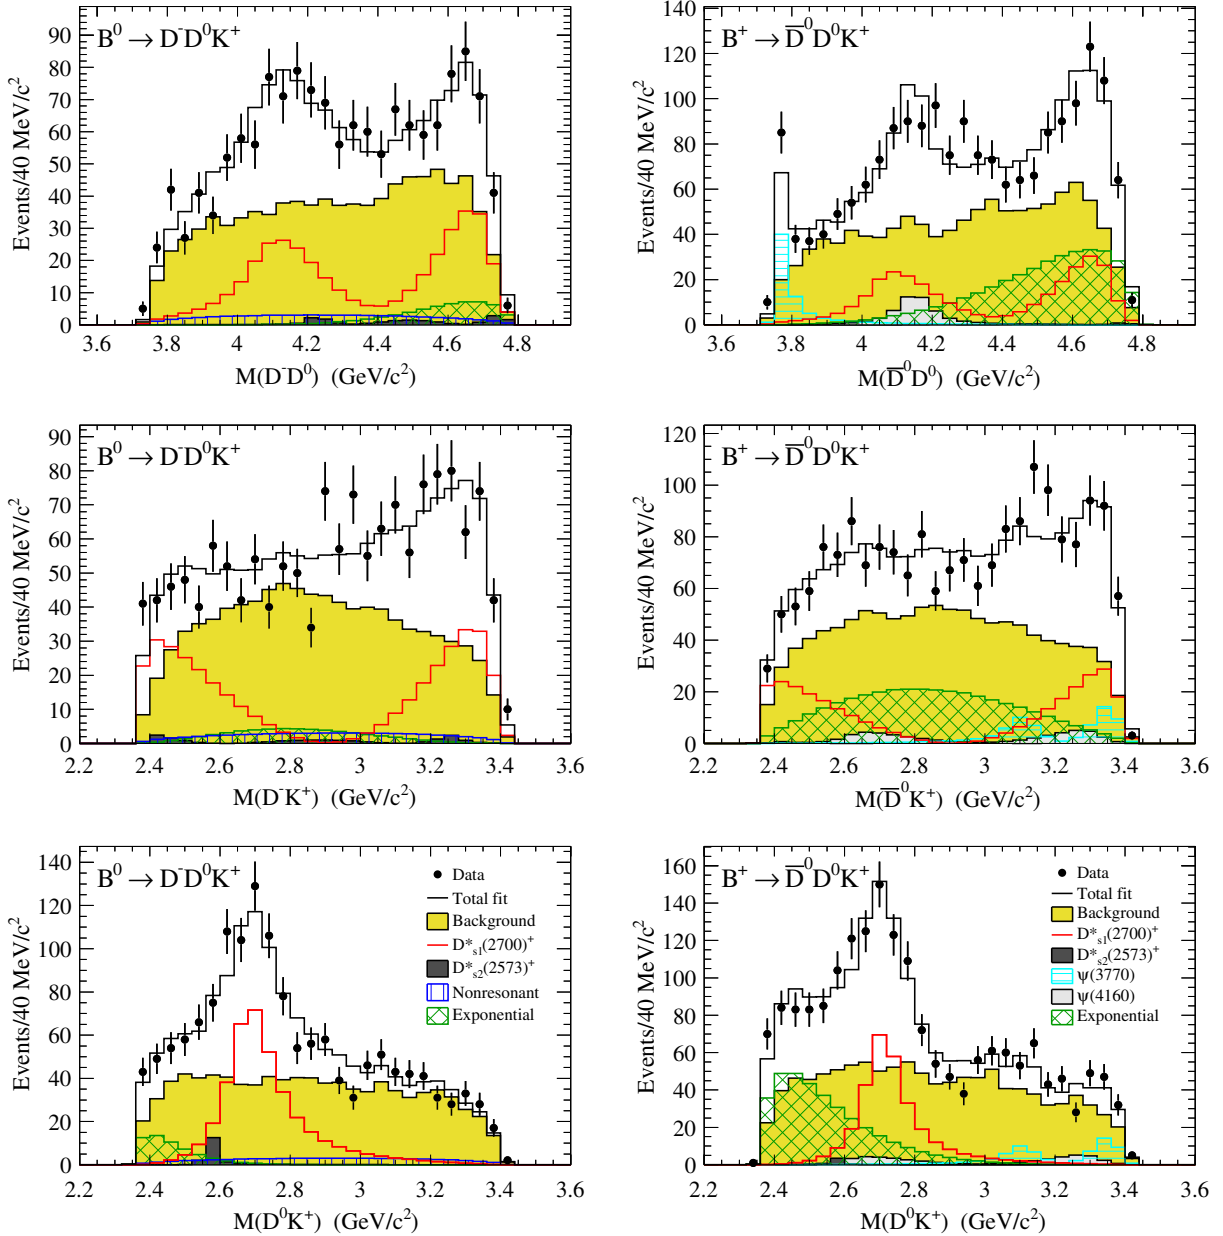 B⁰ → D⁻D⁰K⁺
Events/40 MeV/c²
90
80
70
60
50
40
30
20
10
0
3.6 3.8 4 4.2 4.4 4.6 4.8
M(D⁻D⁰) (GeV/c²)
B⁺ → D̅⁰D⁰K⁺
Events/40 MeV/c²
140
120
100
80
60
40
20
0
3.6 3.8 4 4.2 4.4 4.6 4.8
M(D̅⁰D⁰) (GeV/c²)
B⁰ → D⁻D⁰K⁺
Events/40 MeV/c²
90
80
70
60
50
40
30
20
10
0
2.2 2.4 2.6 2.8 3 3.2 3.4 3.6
M(D⁻K⁺) (GeV/c²)
B⁺ → D̅⁰D⁰K⁺
Events/40 MeV/c²
120
100
80
60
40
20
0
2.2 2.4 2.6 2.8 3 3.2 3.4 3.6
M(D̅⁰K⁺) (GeV/c²)
B⁰ → D⁻D⁰K⁺
Events/40 MeV/c²
140
120
100
80
60
40
20
0
2.2 2.4 2.6 2.8 3 3.2 3.4 3.6
M(D⁰K⁺) (GeV/c²)
Data
Total fit
Background
D*ₛ₁(2700)⁺
D*ₛ₂(2573)⁺
Nonresonant
Exponential
B⁺ → D̅⁰D⁰K⁺
Events/40 MeV/c²
160
140
120
100
80
60
40
20
0
2.2 2.4 2.6 2.8 3 3.2 3.4 3.6
M(D⁰K⁺) (GeV/c²)
Data
Total fit
Background
D*ₛ₁(2700)⁺
D*ₛ₂(2573)⁺
ψ(3770)
ψ(4160)
Exponential